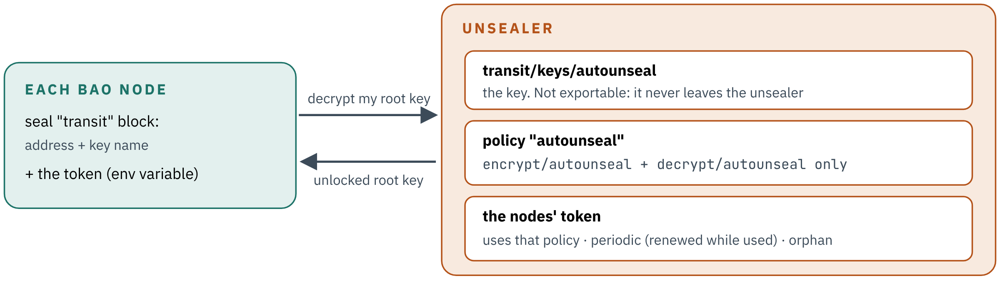 EACH BAO NODE
seal "transit" block:
address + key name
+ the token (env variable)
decrypt my root key
unlocked root key
UNSEALER
transit/keys/autounseal
the key. Not exportable: it never leaves the unsealer
policy "autounseal"
encrypt/autounseal + decrypt/autounseal only
the nodes' token
uses that policy · periodic (renewed while used) · orphan